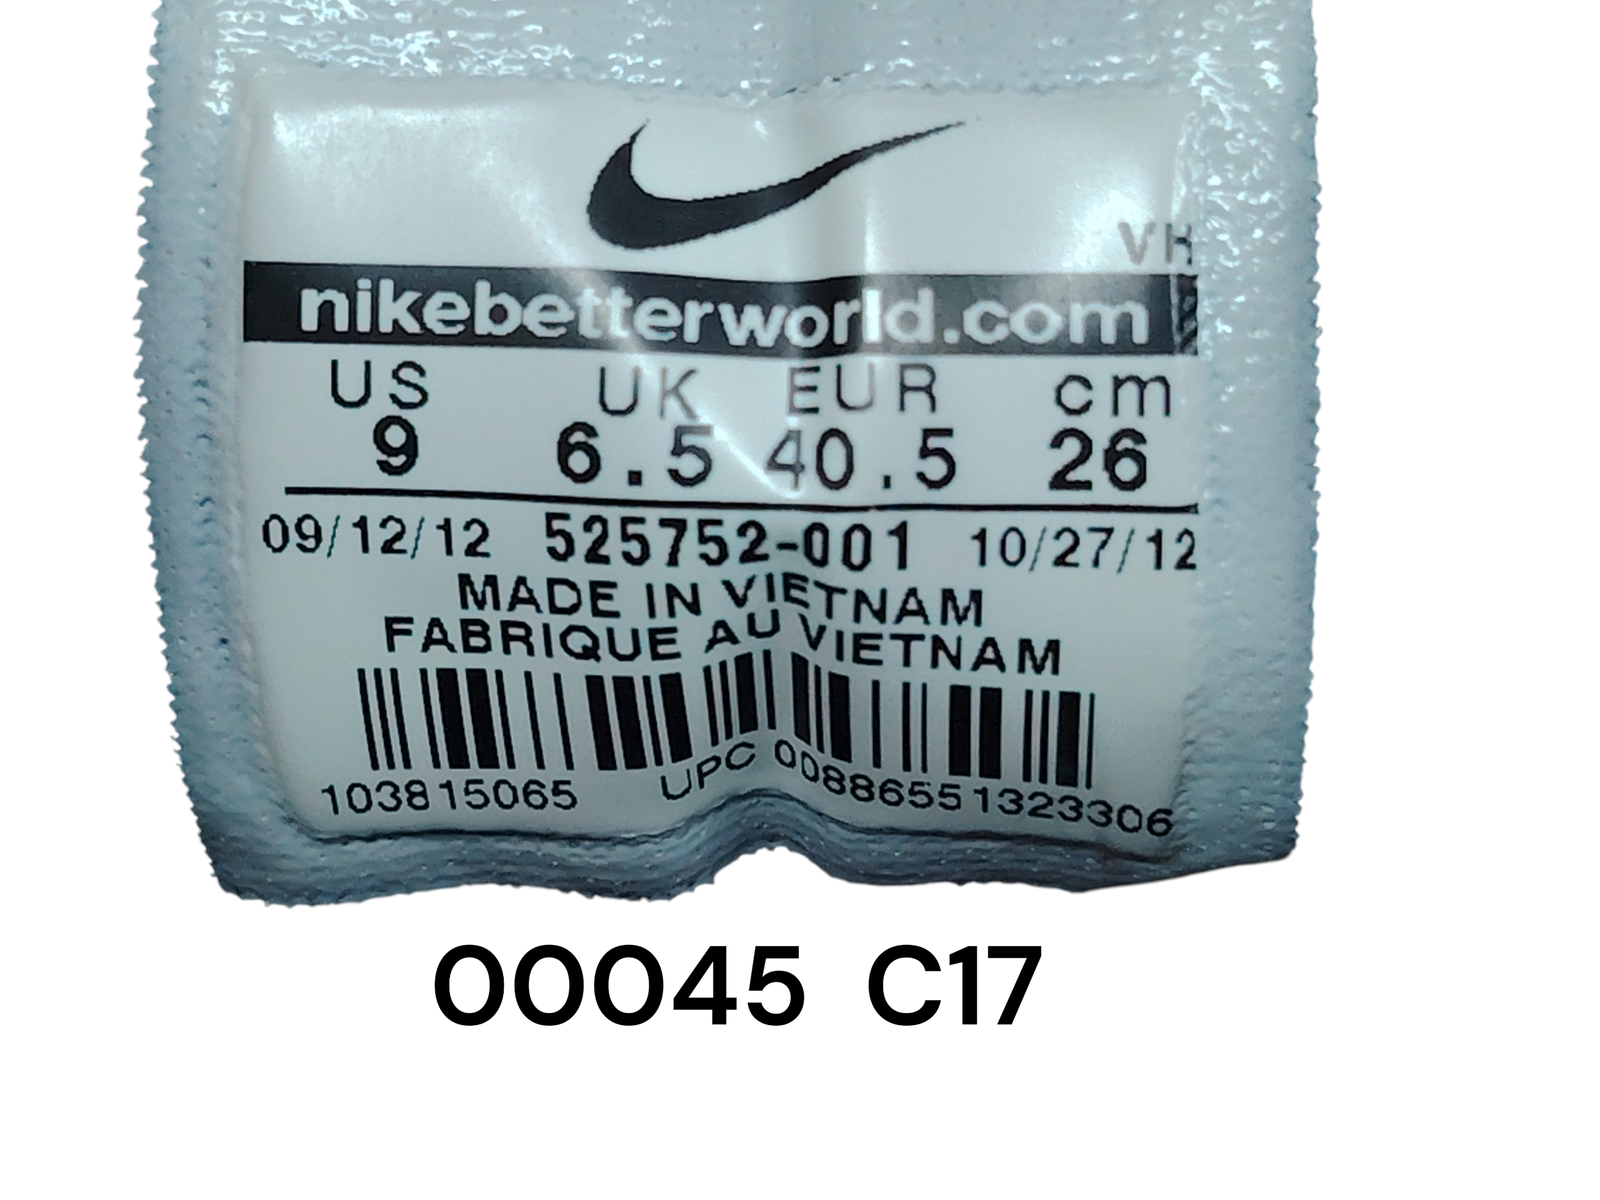 VH
nikebetterworld.com
US UK EUR cm
9 6.5 40.5 26
09/12/12 525752-001 10/27/12
MADE IN VIETNAM
FABRIQUE AU VIETNAM
103815065 UPC 00886551323306
00045 C17